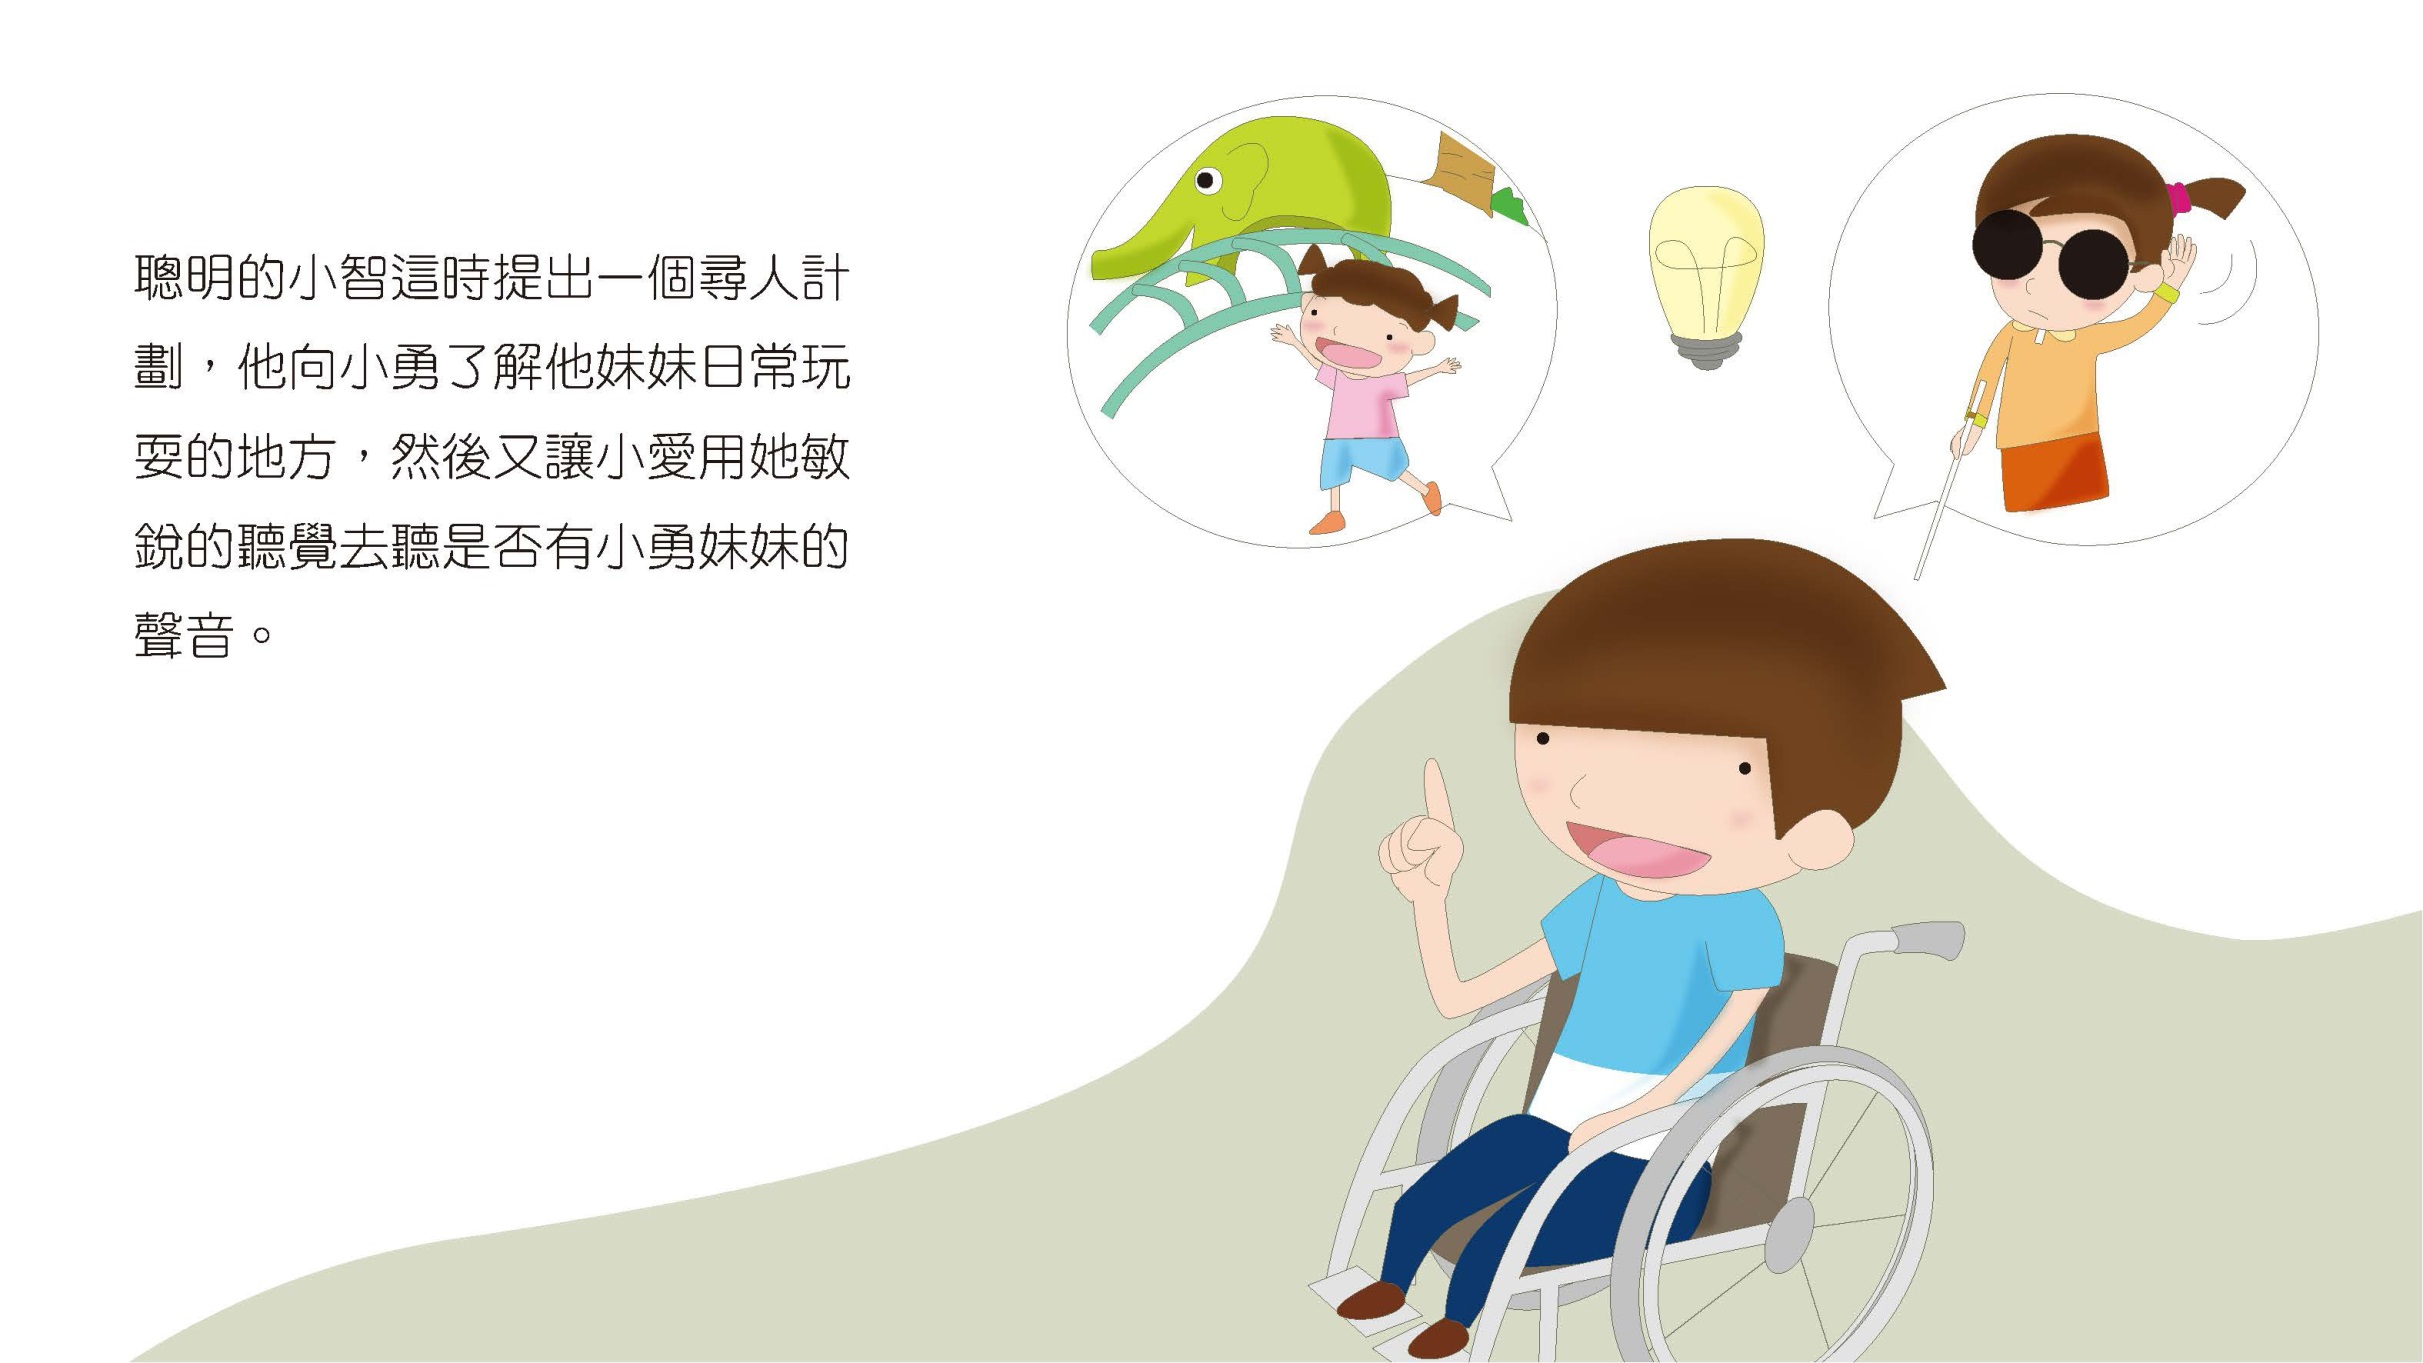 聰明的小智這時提出一個尋人計
劃，他向小勇了解他妹妹日常玩
耍的地方，然後又讓小愛用她敏
銳的聽覺去聽是否有小勇妹妹的
聲音。